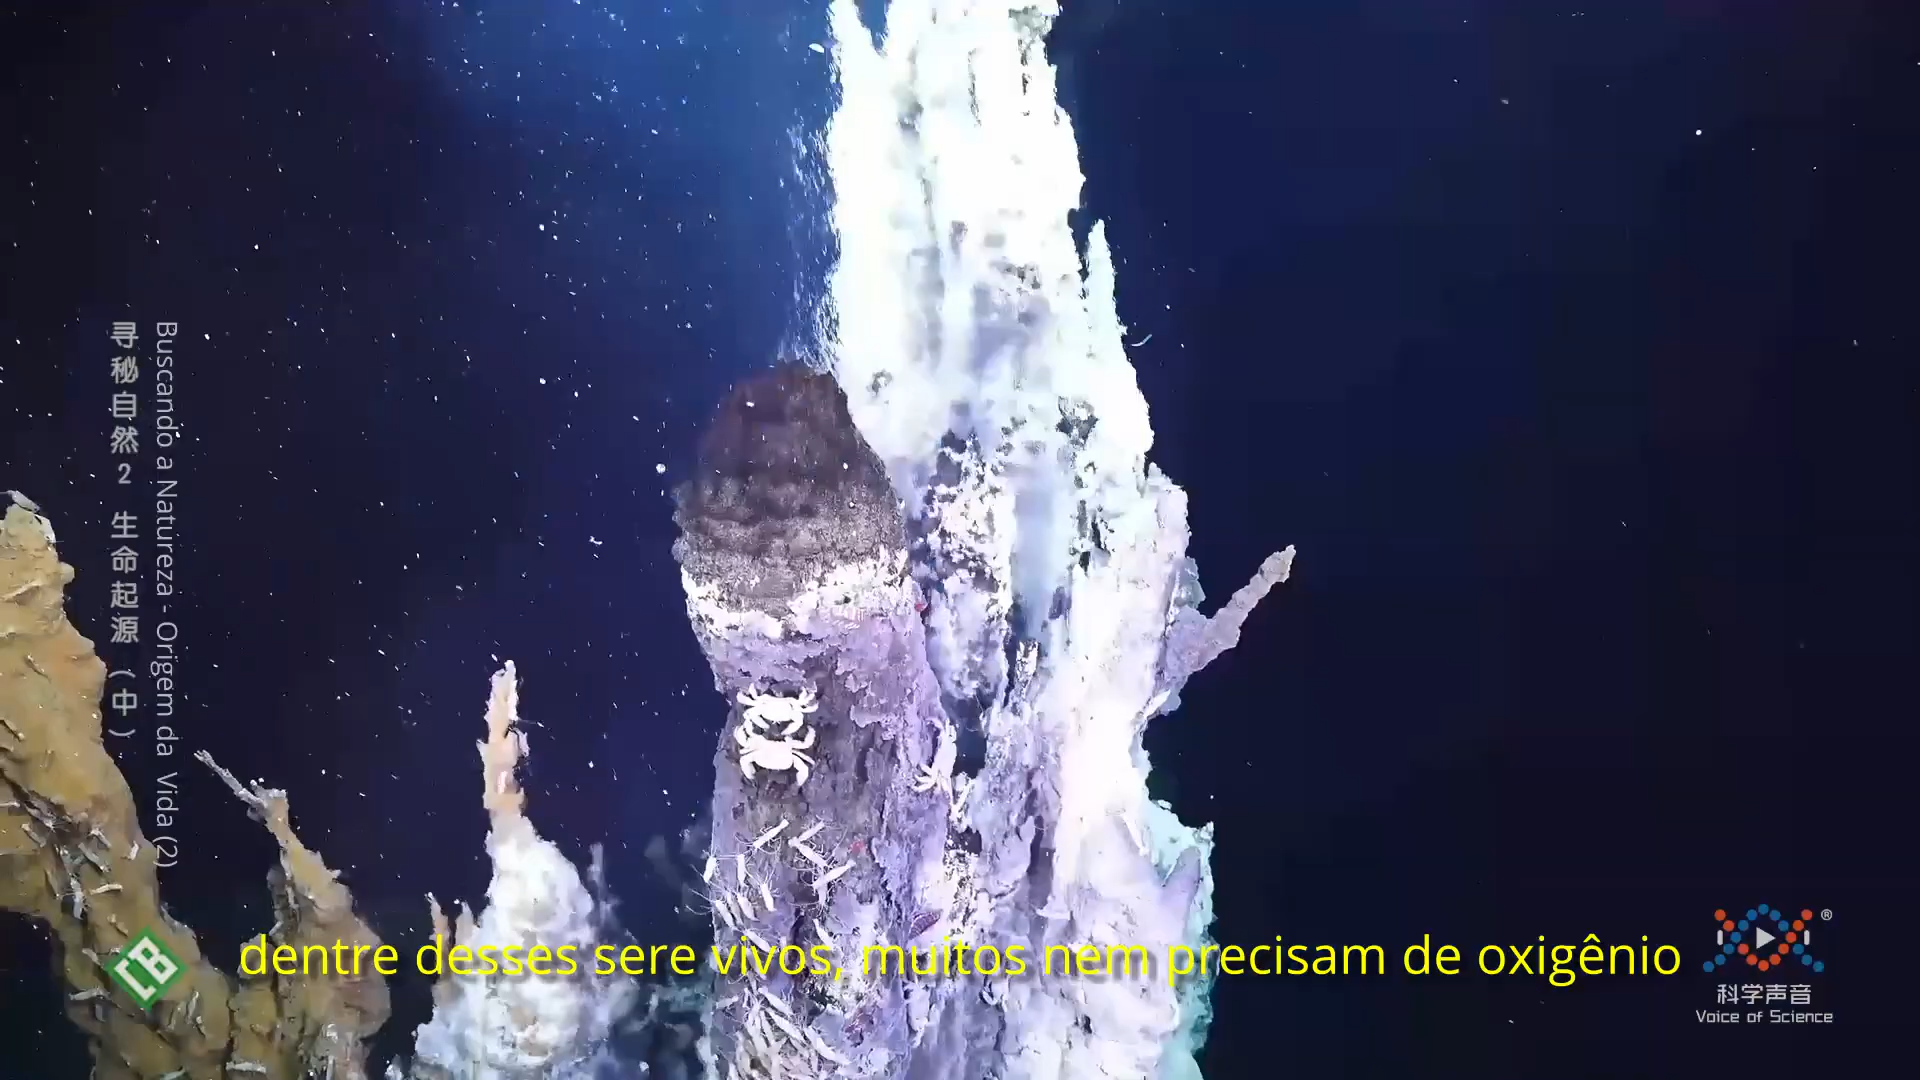 寻秘自然2 生命起源（中）
Buscando a Natureza - Origem da Vida (2)
dentre desses sere vivos, muitos nem precisam de oxigênio
CB
®
科学声音
Voice of Science